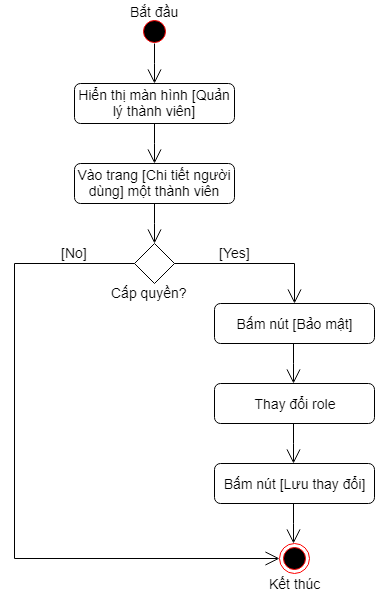 Bắt đầu
Hiển thị màn hình [Quản
lý thành viên]
Vào trang [Chi tiết người
dùng] một thành viên
[No]
[Yes]
Cấp quyền?
Bấm nút [Bảo mật]
Thay đổi role
Bấm nút [Lưu thay đổi]
Kết thúc